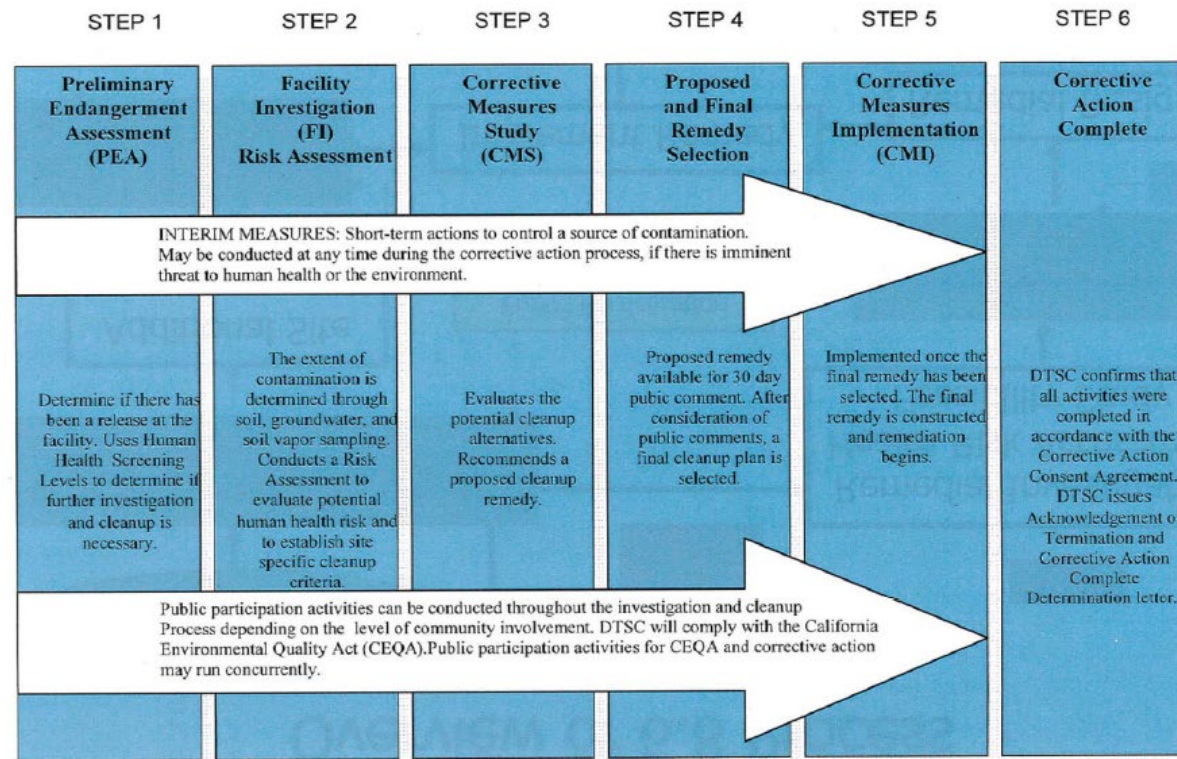 STEP 1
STEP 2
STEP 3
STEP 4
STEP 5
STEP 6
Preliminary
Endangerment
Assessment
(PEA)
Facility
Investigation
(FI)
Risk Assessment
Corrective
Measures
Study
(CMS)
Proposed
and Final
Remedy
Selection
Corrective
Measures
Implementation
(CMI)
Corrective
Action
Complete
INTERIM MEASURES: Short-term actions to control a source of contamination.
May be conducted at any time during the corrective action process, if there is imminent
threat to human health or the environment.
Determine if there has
been a release at the
facility. Uses Human
Health Screening
Levels to determine if
further investigation
and cleanup is
necessary.
The extent of
contamination is
determined through
soil, groundwater, and
soil vapor sampling.
Conducts a Risk
Assessment to
evaluate potential
human health risk and
to establish site
specific cleanup
criteria.
Evaluates the
potential cleanup
alternatives.
Recommends a
proposed cleanup
remedy.
Proposed remedy
available for 30 day
pubic comment. After
consideration of
public comments, a
final cleanup plan is
selected.
Implemented once the
final remedy has been
selected. The final
remedy is constructed
and remediation
begins.
DTSC confirms that
all activities were
completed in
accordance with the
Corrective Action
Consent Agreement.
DTSC issues
Acknowledgement o
Termination and
Corrective Action
Complete
Determination letter.
Public participation activities can be conducted throughout the investigation and cleanup
Process depending on the level of community involvement. DTSC will comply with the California
Environmental Quality Act (CEQA).Public participation activities for CEQA and corrective action
may run concurrently.